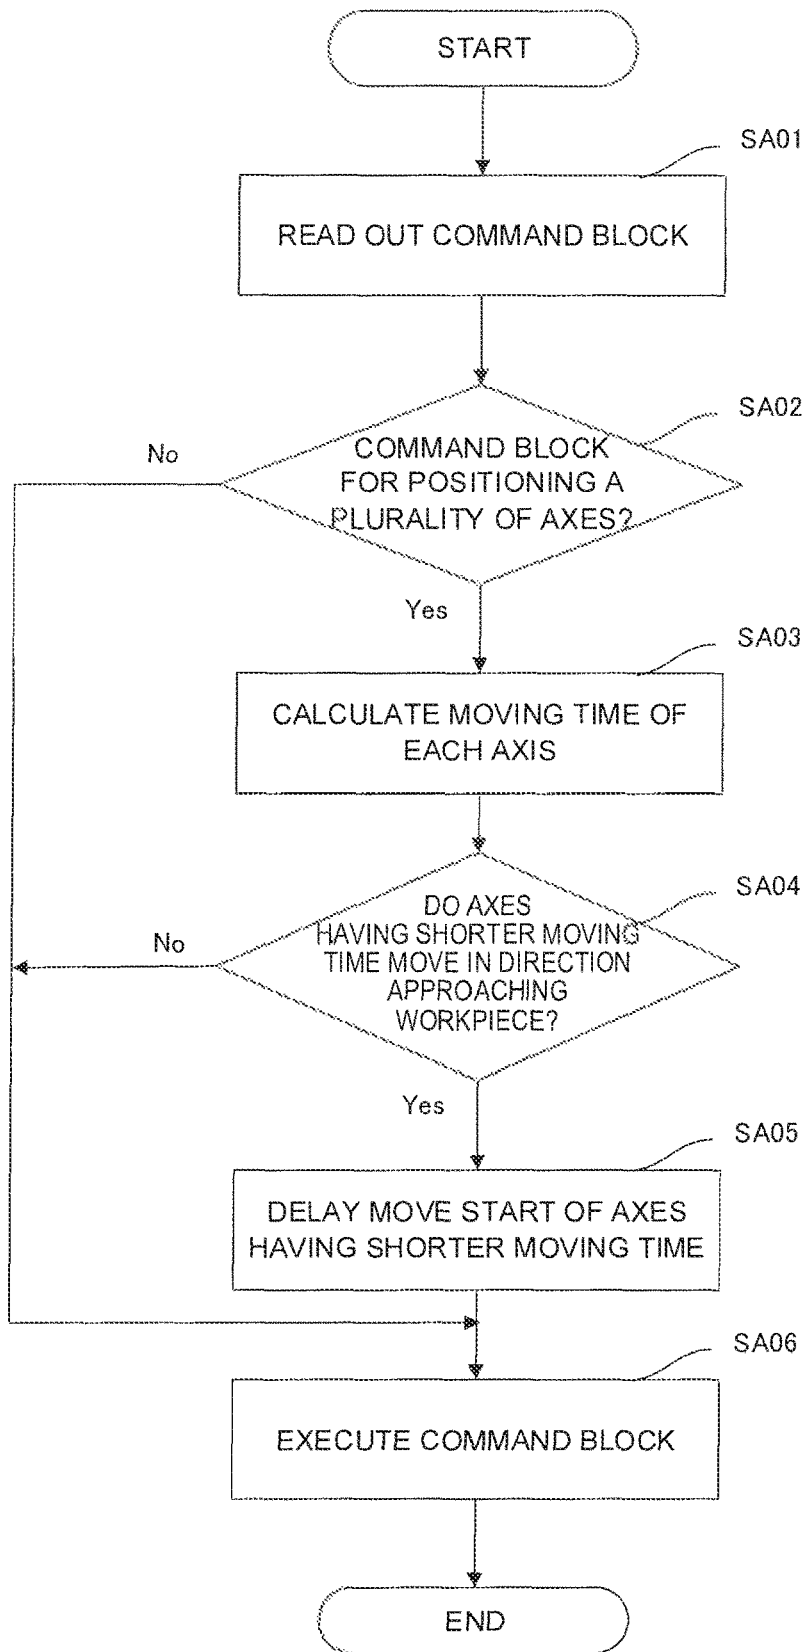 START
SA01
READ OUT COMMAND BLOCK
SA02
No
COMMAND BLOCK
FOR POSITIONING A
PLURALITY OF AXES?
Yes
SA03
CALCULATE MOVING TIME OF
EACH AXIS
SA04
No
DO AXES
HAVING SHORTER MOVING
TIME MOVE IN DIRECTION
APPROACHING
WORKPIECE?
Yes
SA05
DELAY MOVE START OF AXES
HAVING SHORTER MOVING TIME
SA06
EXECUTE COMMAND BLOCK
END